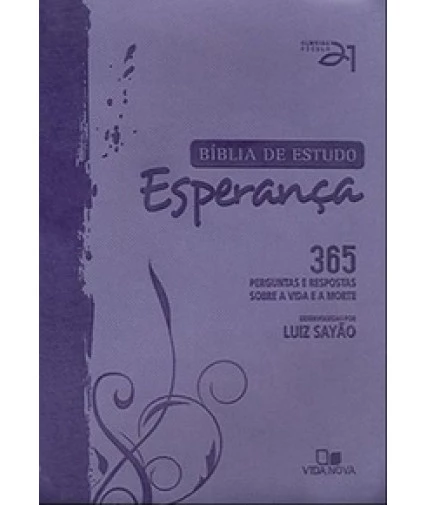 ALMEIDA
SÉCULO
21
BÍBLIA DE ESTUDO
Esperança
365
PERGUNTAS E RESPOSTAS
SOBRE A VIDA E A MORTE
LUIZ SAYÃO
VIDA NOVA